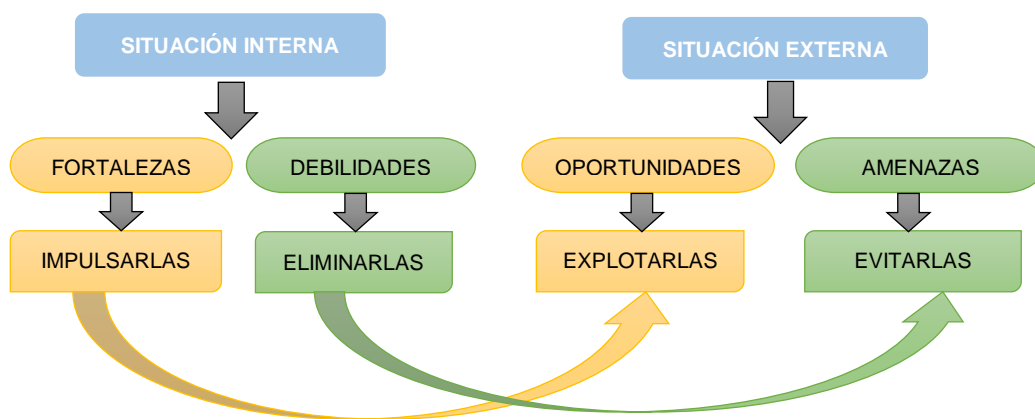 SITUACIÓN INTERNA
SITUACIÓN EXTERNA
FORTALEZAS
DEBILIDADES
OPORTUNIDADES
AMENAZAS
IMPULSARLAS
ELIMINARLAS
EXPLOTARLAS
EVITARLAS